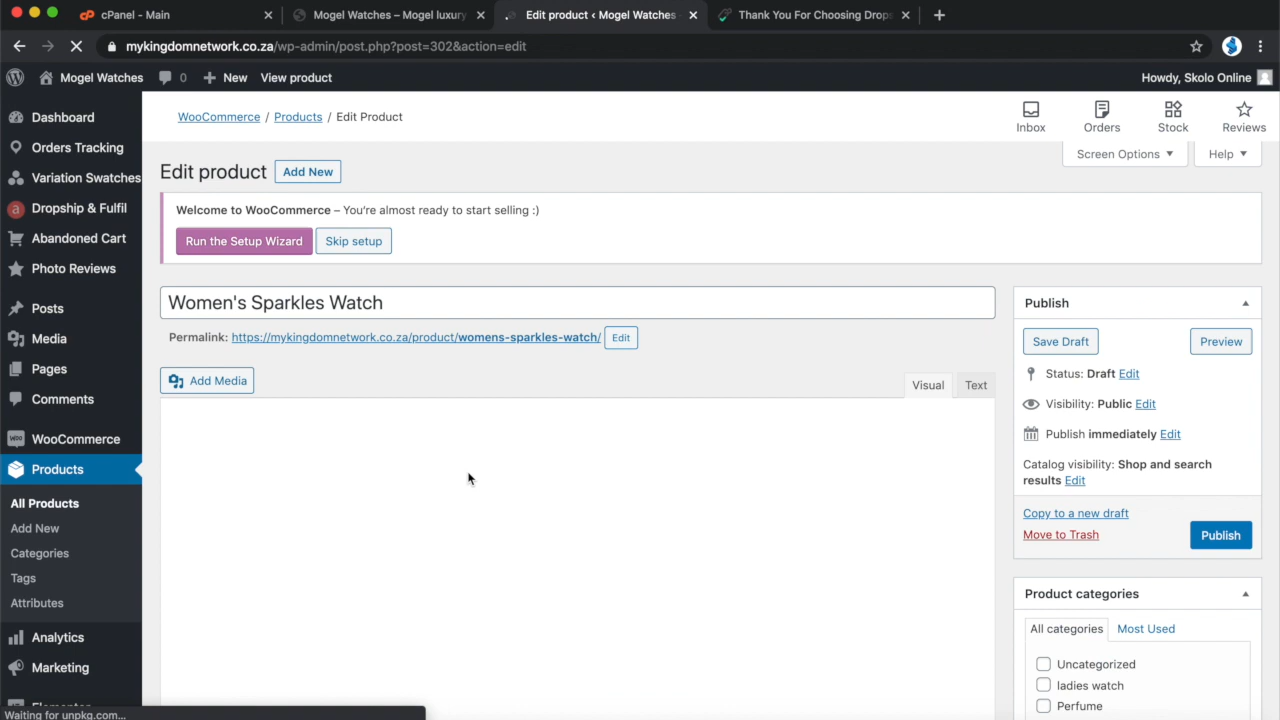 cPanel - Main
Mogel Watches – Mogel luxury
Edit product ‹ Mogel Watches
Thank You For Choosing Drops
mykingdomnetwork.co.za/wp-admin/post.php?post=302&action=edit
Mogel Watches
0
New
View product
Howdy, Skolo Online
Dashboard
Orders Tracking
Variation Swatches
Dropship & Fulfil
Abandoned Cart
Photo Reviews
Posts
Media
Pages
Comments
WooCommerce
Products
All Products
Add New
Categories
Tags
Attributes
Analytics
Marketing
Waiting for unpkg.com...
WooCommerce / Products / Edit Product
Inbox
Orders
Stock
Reviews
Screen Options
Help
Edit product
Add New
Welcome to WooCommerce – You're almost ready to start selling :)
Run the Setup Wizard
Skip setup
Women's Sparkles Watch
Permalink: https://mykingdomnetwork.co.za/product/womens-sparkles-watch/ Edit
Add Media
Visual
Text
Publish
Save Draft
Preview
Status: Draft Edit
Visibility: Public Edit
Publish immediately Edit
Catalog visibility: Shop and search
results Edit
Copy to a new draft
Move to Trash
Publish
Product categories
All categories
Most Used
Uncategorized
ladies watch
Perfume